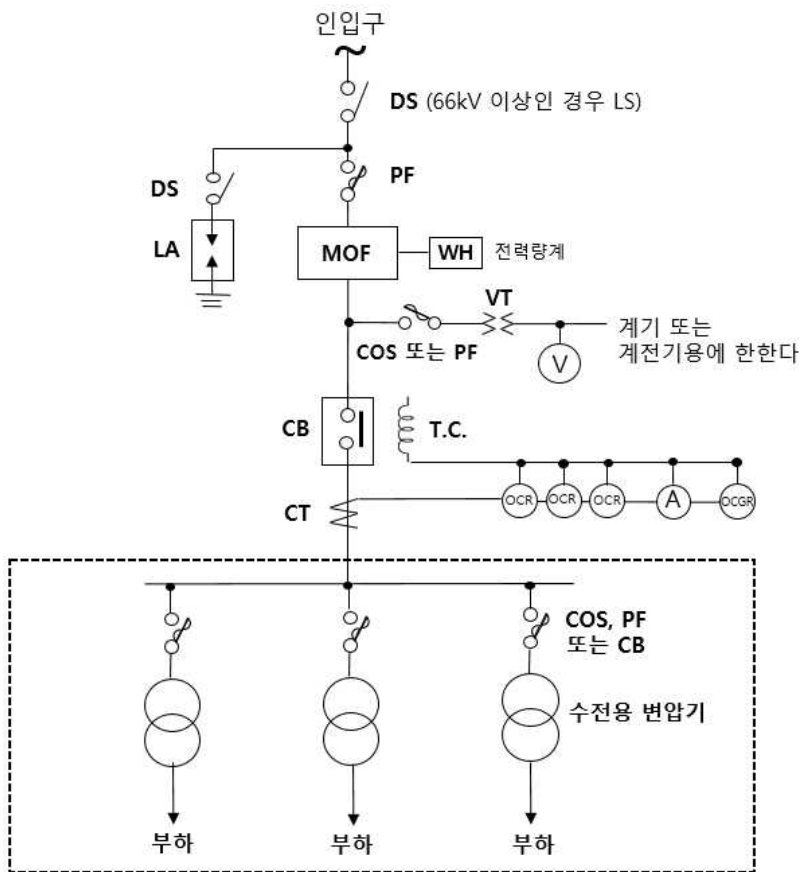 인입구
DS (66kV 이상인 경우 LS)
DS
PF
LA
MOF
WH 전력량계
VT
COS 또는 PF
V
계기 또는
계전기용에 한한다
CB
T.C.
CT
OCR OCR OCR A OCGR
COS, PF
또는 CB
수전용 변압기
부하 부하 부하